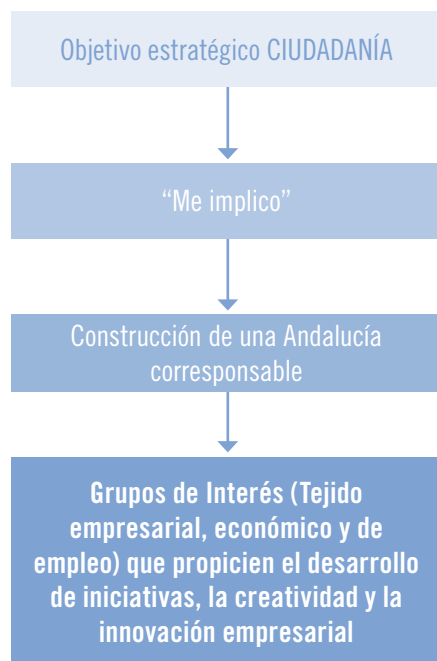 Objetivo estratégico CIUDADANÍA
“Me implico”
Construcción de una Andalucía
corresponsable
Grupos de Interés (Tejido
empresarial, económico y de
empleo) que propicien el desarrollo
de iniciativas, la creatividad y la
innovación empresarial